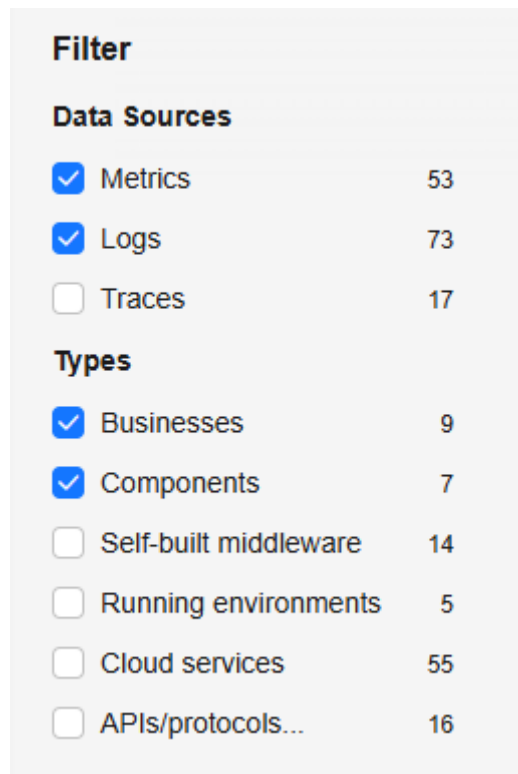 Filter
Data Sources
Metrics 53
Logs 73
Traces 17
Types
Businesses 9
Components 7
Self-built middleware 14
Running environments 5
Cloud services 55
APIs/protocols... 16